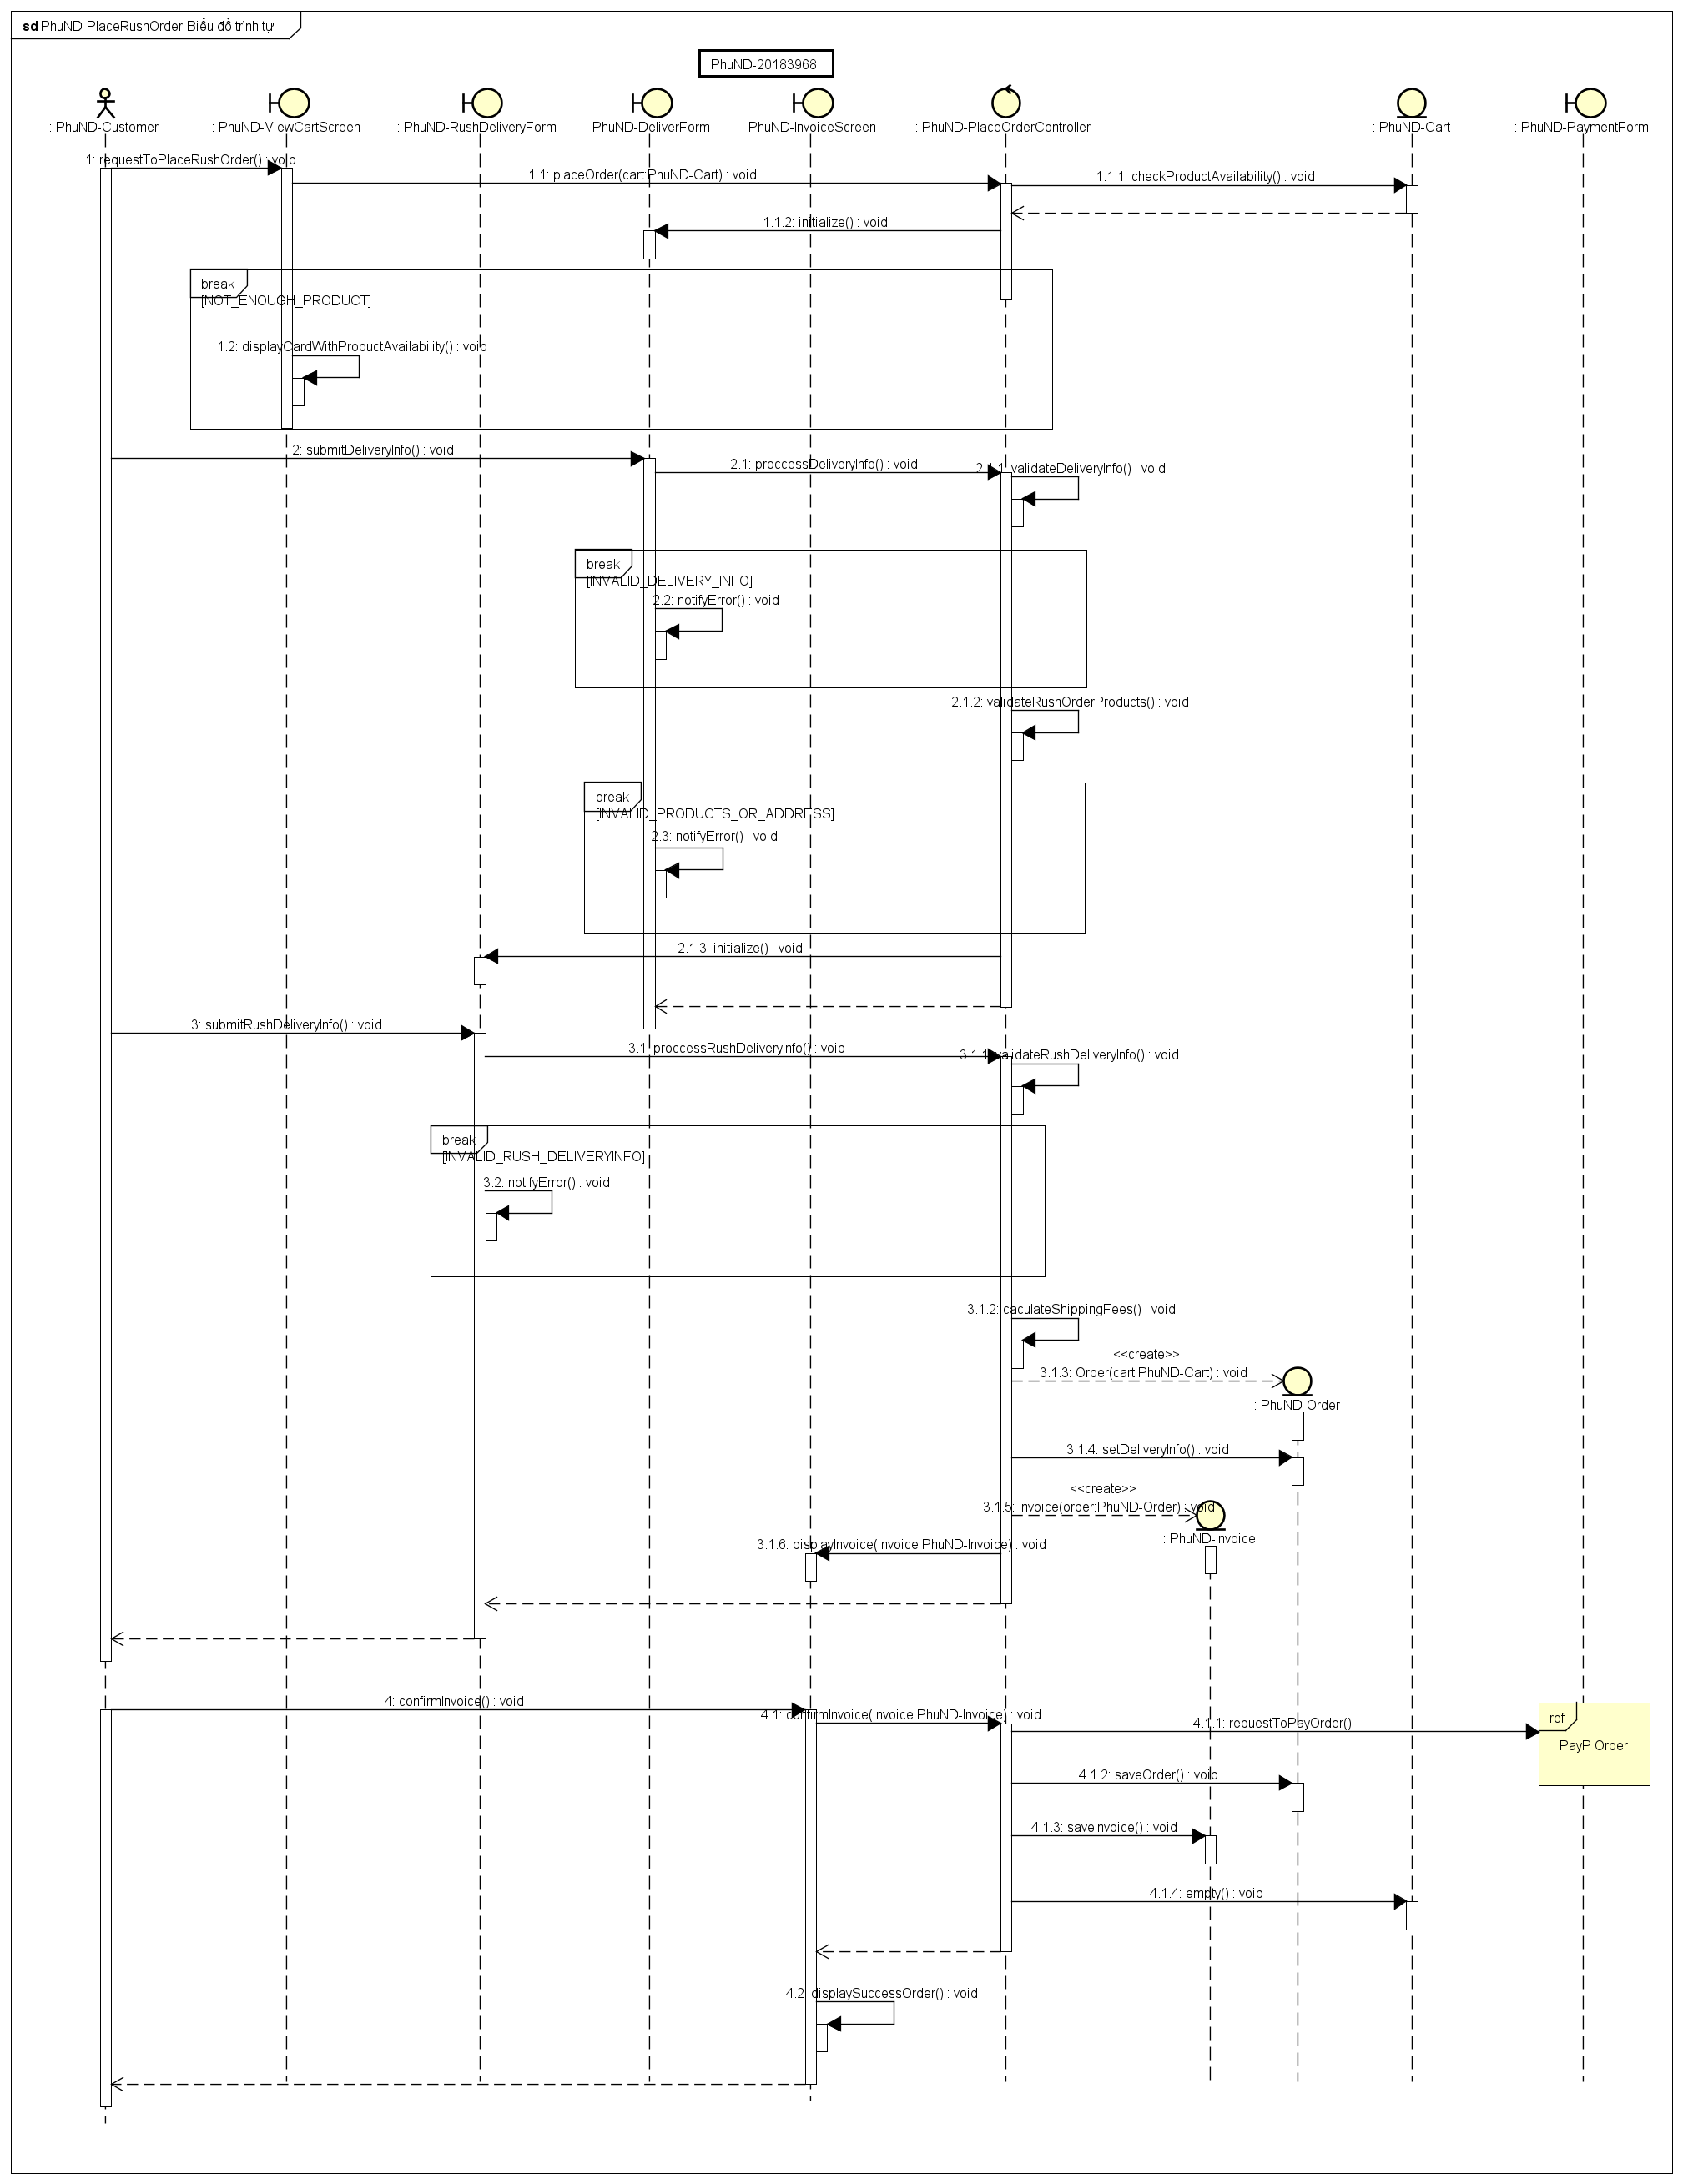 sd PhuND-PlaceRushOrder-Biểu đồ trình tự
PhuND-20183968
: PhuND-Customer
: PhuND-ViewCartScreen
: PhuND-RushDeliveryForm
: PhuND-DeliverForm
: PhuND-InvoiceScreen
: PhuND-PlaceOrderController
: PhuND-Cart
: PhuND-PaymentForm
1: requestToPlaceRushOrder() : void
1.1: placeOrder(cart:PhuND-Cart) : void
1.1.1: checkProductAvailability() : void
1.1.2: initialize() : void
break
[NOT_ENOUGH_PRODUCT]
1.2: displayCardWithProductAvailability() : void
2: submitDeliveryInfo() : void
2.1: proccessDeliveryInfo() : void
2.1.1: validateDeliveryInfo() : void
break
[INVALID_DELIVERY_INFO]
2.2: notifyError() : void
2.1.2: validateRushOrderProducts() : void
break
[INVALID_PRODUCTS_OR_ADDRESS]
2.3: notifyError() : void
2.1.3: initialize() : void
3: submitRushDeliveryInfo() : void
3.1: proccessRushDeliveryInfo() : void
3.1.1: validateRushDeliveryInfo() : void
break
[INVALID_RUSH_DELIVERYINFO]
3.2: notifyError() : void
3.1.2: caculateShippingFees() : void
<<create>>
3.1.3: Order(cart:PhuND-Cart) : void
: PhuND-Order
3.1.4: setDeliveryInfo() : void
<<create>>
3.1.5: Invoice(order:PhuND-Order) : void
: PhuND-Invoice
3.1.6: displayInvoice(invoice:PhuND-Invoice) : void
4: confirmInvoice() : void
4.1: confirmInvoice(invoice:PhuND-Invoice) : void
4.1.1: requestToPayOrder()
ref
PayP Order
4.1.2: saveOrder() : void
4.1.3: saveInvoice() : void
4.1.4: empty() : void
4.2: displaySuccessOrder() : void